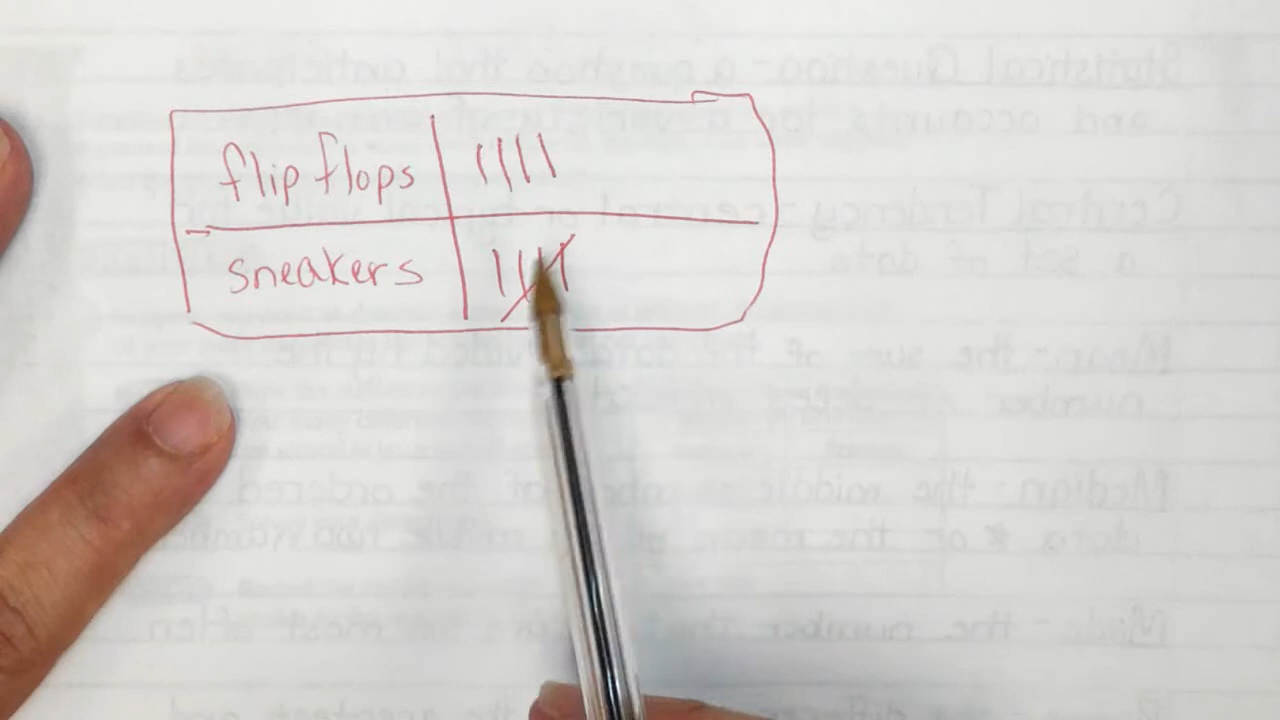 flip flops ||||
sneakers ||||
Statistical Question - a question that anticipates
and accounts for a variety of
Central Tendency - central or typical value for
a set of data
Mean - the sum of the data divided by the
number of
Median - the middle number of the ordered
data # or the mean of the middle two numbers
Mode - the number that occurs most often
greatest and